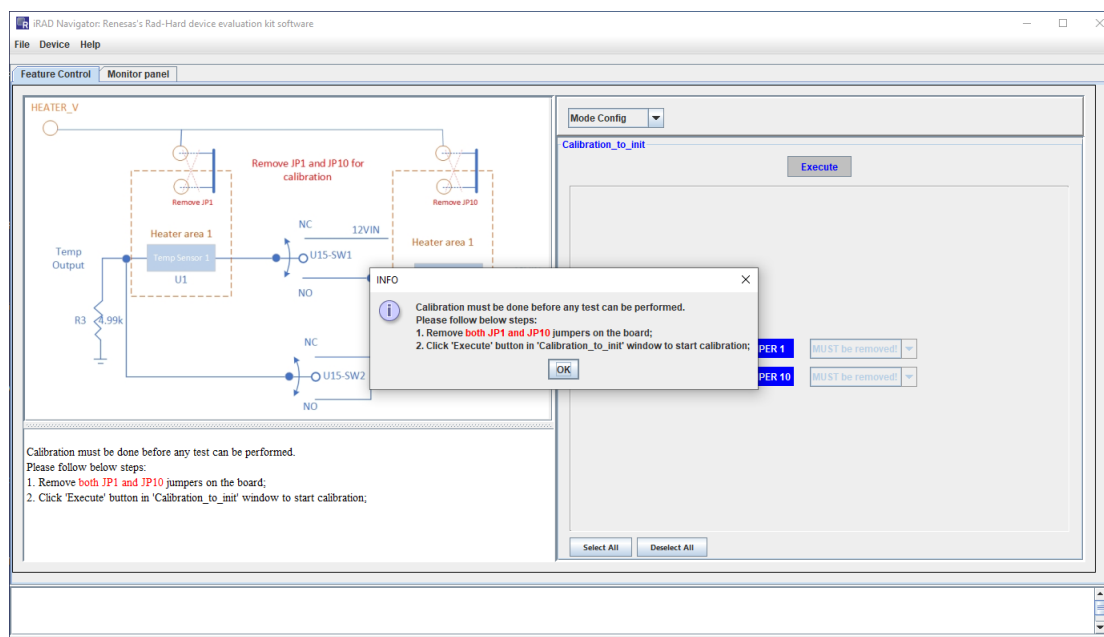 iRAD Navigator: Renesas's Rad-Hard device evaluation kit software
File Device Help
Feature Control Monitor panel
HEATER_V
Remove JP1 and JP10 for
calibration
Remove JP1
Remove JP10
Heater area 1
Temp Sensor 1
U1
Temp
Output
R3 4.99k
NC
12VIN
U15-SW1
NO
Heater area 1
NC
U15-SW2
NO
Calibration must be done before any test can be performed.
Please follow below steps:
1. Remove both JP1 and JP10 jumpers on the board;
2. Click 'Execute' button in 'Calibration_to_init' window to start calibration;
Mode Config
Calibration_to_init
Execute
INFO
Calibration must be done before any test can be performed.
Please follow below steps:
1. Remove both JP1 and JP10 jumpers on the board;
2. Click 'Execute' button in 'Calibration_to_init' window to start calibration;
OK
PER 1 MUST be removed!
PER 10 MUST be removed!
Select All Deselect All